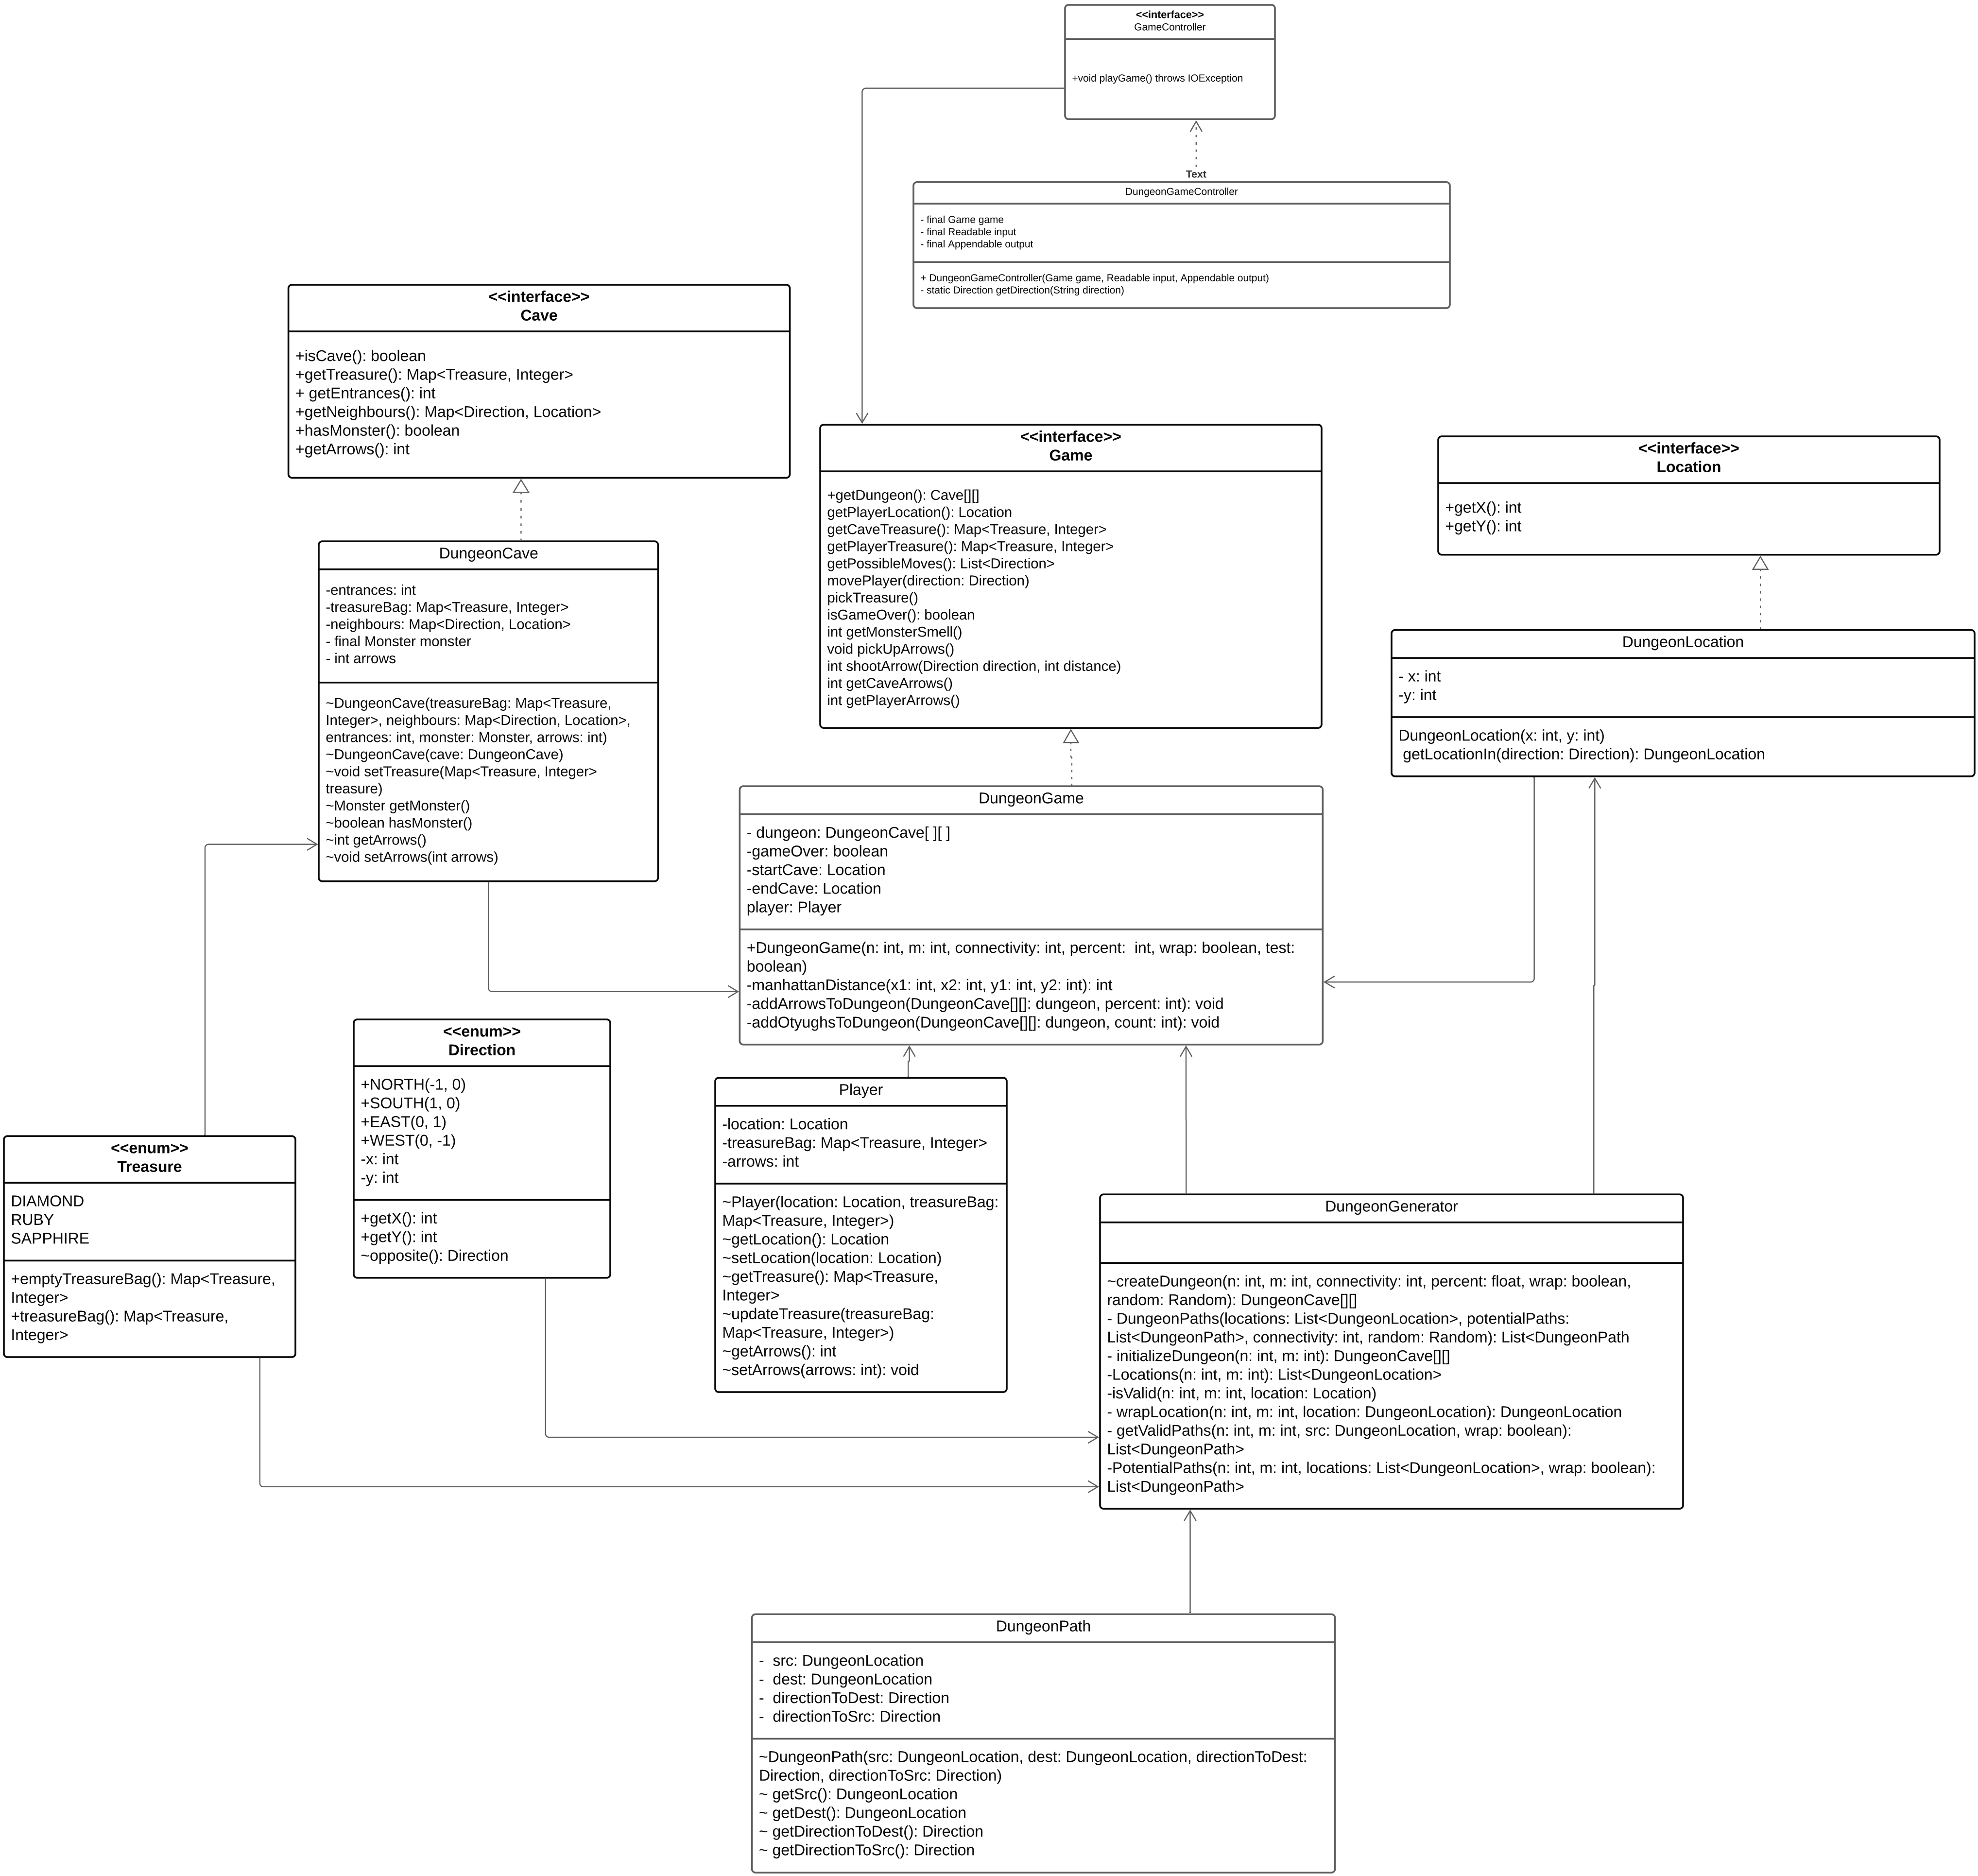 <<interface>>
GameController
+void playGame() throws IOException
Text
DungeonGameController
- final Game game
- final Readable input
- final Appendable output
+ DungeonGameController(Game game, Readable input, Appendable output)
- static Direction getDirection(String direction)
<<interface>>
Cave
+isCave(): boolean
+getTreasure(): Map<Treasure, Integer>
+ getEntrances(): int
+getNeighbours(): Map<Direction, Location>
+hasMonster(): boolean
+getArrows(): int
<<interface>>
Game
+getDungeon(): Cave[][]
getPlayerLocation(): Location
getCaveTreasure(): Map<Treasure, Integer>
getPlayerTreasure(): Map<Treasure, Integer>
getPossibleMoves(): List<Direction>
movePlayer(direction: Direction)
pickTreasure()
isGameOver(): boolean
int getMonsterSmell()
void pickUpArrows()
int shootArrow(Direction direction, int distance)
int getCaveArrows()
int getPlayerArrows()
<<interface>>
Location
+getX(): int
+getY(): int
DungeonCave
-entrances: int
-treasureBag: Map<Treasure, Integer>
-neighbours: Map<Direction, Location>
- final Monster monster
- int arrows
~DungeonCave(treasureBag: Map<Treasure,
Integer>, neighbours: Map<Direction, Location>,
entrances: int, monster: Monster, arrows: int)
~DungeonCave(cave: DungeonCave)
~void setTreasure(Map<Treasure, Integer>
treasure)
~Monster getMonster()
~boolean hasMonster()
~int getArrows()
~void setArrows(int arrows)
DungeonLocation
- x: int
-y: int
DungeonLocation(x: int, y: int)
getLocationIn(direction: Direction): DungeonLocation
DungeonGame
- dungeon: DungeonCave[ ][ ]
-gameOver: boolean
-startCave: Location
-endCave: Location
player: Player
+DungeonGame(n: int, m: int, connectivity: int, percent:  int, wrap: boolean, test:
boolean)
-manhattanDistance(x1: int, x2: int, y1: int, y2: int): int
-addArrowsToDungeon(DungeonCave[][]: dungeon, percent: int): void
-addOtyughsToDungeon(DungeonCave[][]: dungeon, count: int): void
<<enum>>
Direction
+NORTH(-1, 0)
+SOUTH(1, 0)
+EAST(0, 1)
+WEST(0, -1)
-x: int
-y: int
+getX(): int
+getY(): int
~opposite(): Direction
Player
-location: Location
-treasureBag: Map<Treasure, Integer>
-arrows: int
~Player(location: Location, treasureBag:
Map<Treasure, Integer>)
~getLocation(): Location
~setLocation(location: Location)
~getTreasure(): Map<Treasure,
Integer>
~updateTreasure(treasureBag:
Map<Treasure, Integer>)
~getArrows(): int
~setArrows(arrows: int): void
<<enum>>
Treasure
DIAMOND
RUBY
SAPPHIRE
+emptyTreasureBag(): Map<Treasure,
Integer>
+treasureBag(): Map<Treasure,
Integer>
DungeonGenerator
~createDungeon(n: int, m: int, connectivity: int, percent: float, wrap: boolean,
random: Random): DungeonCave[][]
- DungeonPaths(locations: List<DungeonLocation>, potentialPaths:
List<DungeonPath>, connectivity: int, random: Random): List<DungeonPath
- initializeDungeon(n: int, m: int): DungeonCave[][]
-Locations(n: int, m: int): List<DungeonLocation>
-isValid(n: int, m: int, location: Location)
- wrapLocation(n: int, m: int, location: DungeonLocation): DungeonLocation
- getValidPaths(n: int, m: int, src: DungeonLocation, wrap: boolean):
List<DungeonPath>
-PotentialPaths(n: int, m: int, locations: List<DungeonLocation>, wrap: boolean):
List<DungeonPath>
DungeonPath
-  src: DungeonLocation
-  dest: DungeonLocation
-  directionToDest: Direction
-  directionToSrc: Direction
~DungeonPath(src: DungeonLocation, dest: DungeonLocation, directionToDest:
Direction, directionToSrc: Direction)
~ getSrc(): DungeonLocation
~ getDest(): DungeonLocation
~ getDirectionToDest(): Direction
~ getDirectionToSrc(): Direction